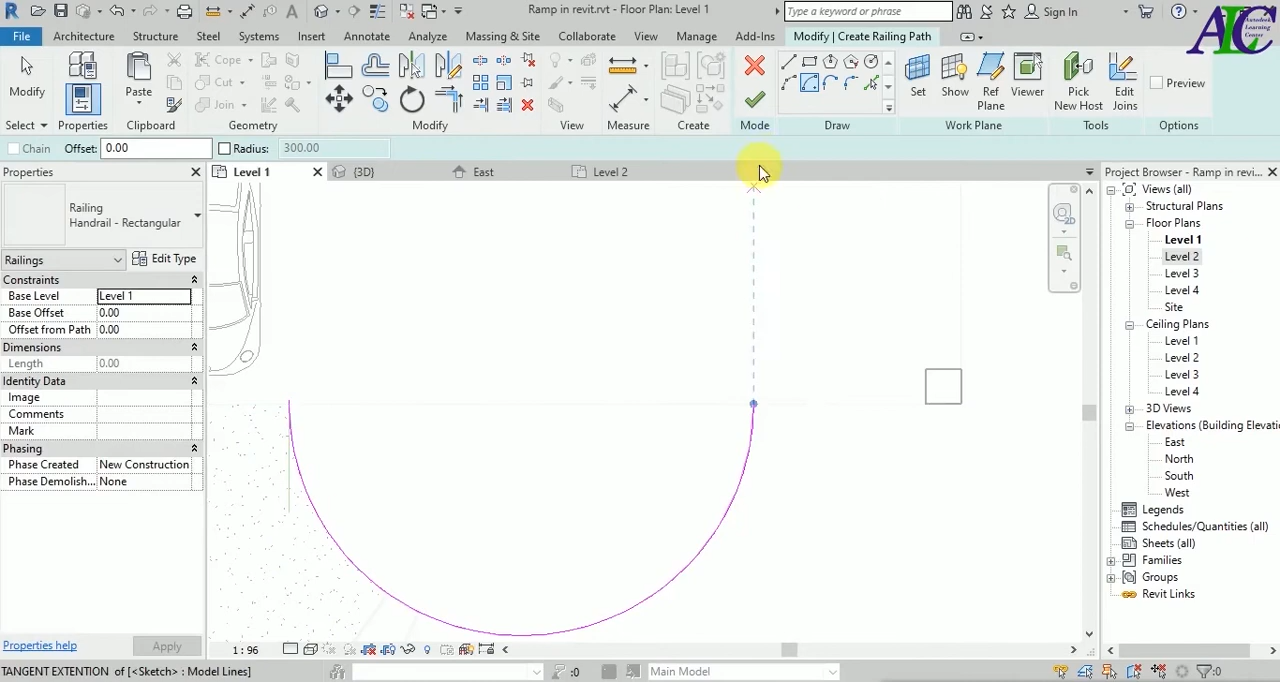 Ramp in revit.rvt - Floor Plan: Level 1
Type a keyword or phrase
Sign In
AIC
Autodesk
Learning
Center
File
Architecture
Structure
Steel
Systems
Insert
Annotate
Analyze
Massing & Site
Collaborate
View
Manage
Add-Ins
Modify | Create Railing Path
Modify
Paste
Cope
Cut
Join
Set
Show
Ref
Plane
Viewer
Pick
New Host
Edit
Joins
Preview
Select
Properties
Clipboard
Geometry
Modify
View
Measure
Create
Mode
Draw
Work Plane
Tools
Options
Chain
Offset:
0.00
Radius:
300.00
Properties
Level 1
{3D}
East
Level 2
Project Browser - Ramp in revi...
Railing
Handrail - Rectangular
Railings
Edit Type
Constraints
Base Level
Level 1
Base Offset
0.00
Offset from Path
0.00
Dimensions
Length
0.00
Identity Data
Image
Comments
Mark
Phasing
Phase Created
New Construction
Phase Demolish...
None
Properties help
Apply
2D
Views (all)
Structural Plans
Floor Plans
Level 1
Level 2
Level 3
Level 4
Site
Ceiling Plans
Level 1
Level 2
Level 3
Level 4
3D Views
Elevations (Building Elevation
East
North
South
West
Legends
Schedules/Quantities (all)
Sheets (all)
Families
Groups
Revit Links
1 : 96
TANGENT EXTENTION of [<Sketch> : Model Lines]
:0
Main Model
:0